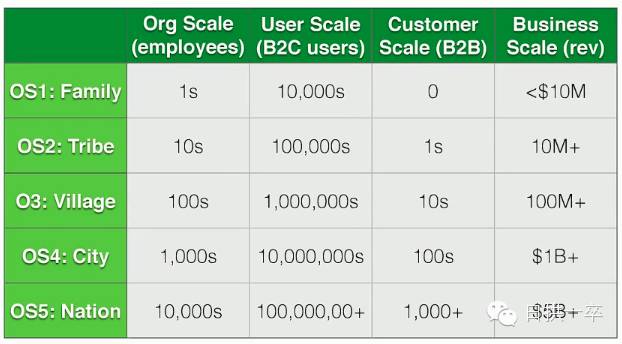 Org Scale
(employees)
User Scale
(B2C users)
Customer
Scale (B2B)
Business
Scale (rev)
OS1: Family
1s
10,000s
0
<$10M
OS2: Tribe
10s
100,000s
1s
10M+
O3: Village
100s
1,000,000s
10s
100M+
OS4: City
1,000s
10,000,000s
100s
$1B+
OS5: Nation
10,000s
100,000,00+
1,000+
$5B+